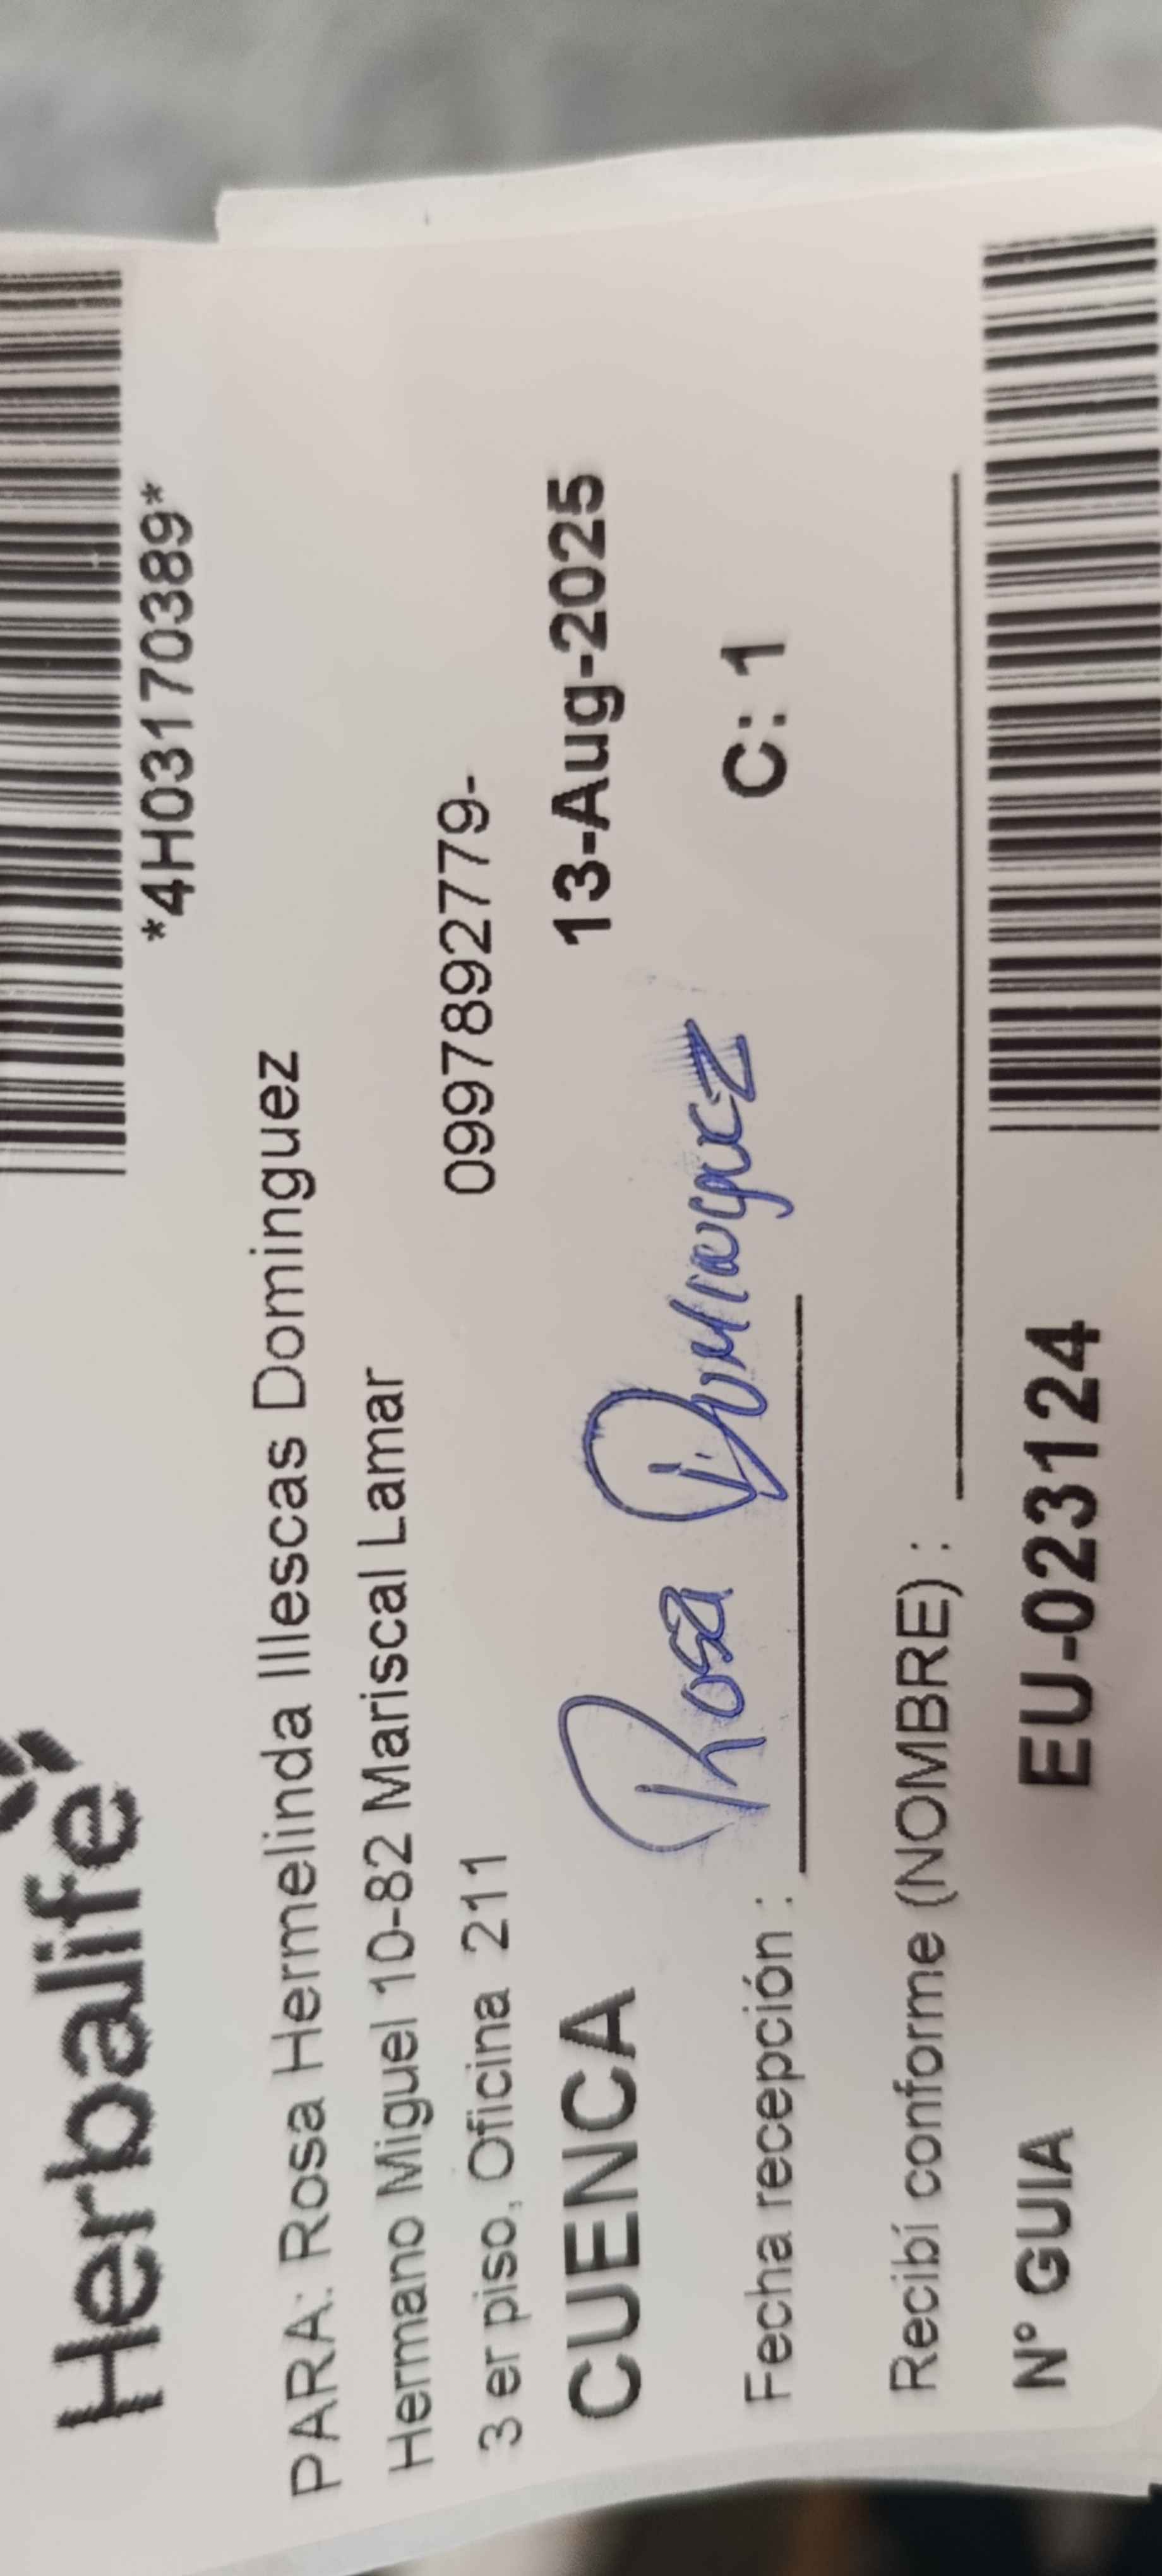 Herbalife
*4H03170389*
PARA: Rosa Hermelinda Illescas Dominguez
Hermano Miguel 10-82 Mariscal Lamar
3 er piso, Oficina 211
0997892779-
CUENCA
13-Aug-2025
Rosa Dominguez
Fecha recepción :
C: 1
Recibí conforme (NOMBRE) :
N° GUIA EU-023124